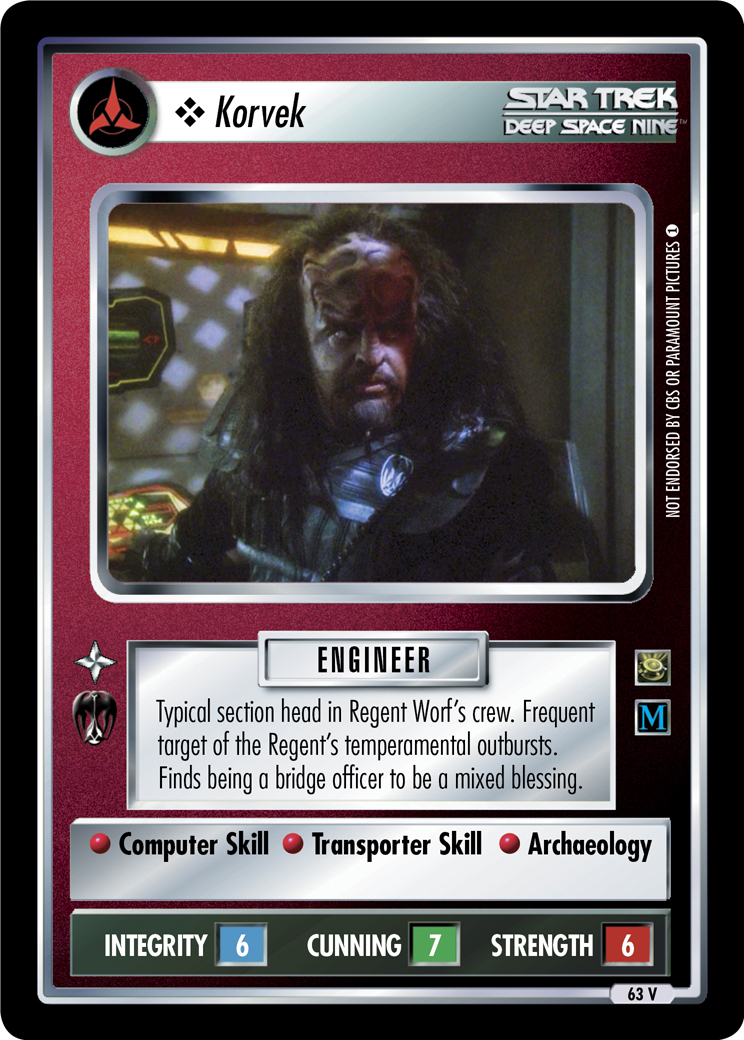 ❖ Korvek
STAR TREK
DEEP SPACE NINE™
NOT ENDORSED BY CBS OR PARAMOUNT PICTURES 1
ENGINEER
Typical section head in Regent Worf's crew. Frequent
target of the Regent's temperamental outbursts.
Finds being a bridge officer to be a mixed blessing.
M
Computer Skill Transporter Skill Archaeology
INTEGRITY 6 CUNNING 7 STRENGTH 6
63 V